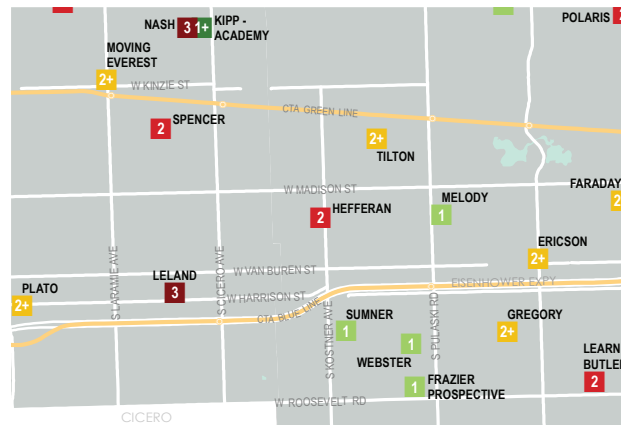 POLARIS
2
NASH
3
1+
KIPP -
ACADEMY
MOVING
EVEREST
2+
W KINZIE ST
CTA GREEN LINE
2
SPENCER
2+
TILTON
W MADISON ST
FARADAY
2+
MELODY
1
2
HEFFERAN
ERICSON
2+
W VAN BUREN ST
EISENHOWER EXPY
LELAND
3
PLATO
2+
W HARRISON ST
CTA BLUE LINE
S LARAMIE AVE
S CICERO AVE
S KOSTNER AVE
S PULASKI RD
SUMNER
1
GREGORY
2+
1
WEBSTER
LEARN
BUTLER
2
1
FRAZIER
PROSPECTIVE
W ROOSEVELT RD
CICERO